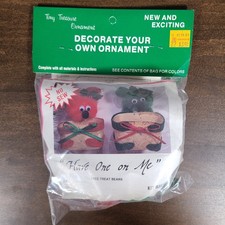 Tiny Treasure
Ornament
NEW AND
EXCITING
DECORATE YOUR
OWN ORNAMENT
Complete with all materials & instructions
SEE CONTENTS OF BAG FOR COLORS
One on Me"
BEARS